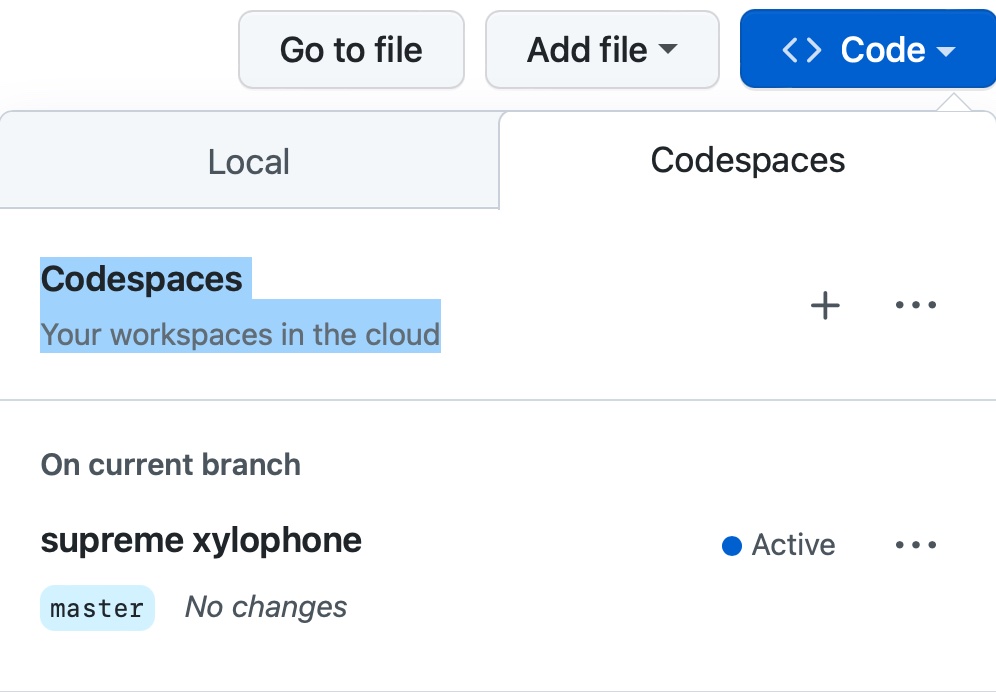 Go to file
Add file
Code
Local
Codespaces
Codespaces
Your workspaces in the cloud
On current branch
supreme xylophone
Active
master
No changes